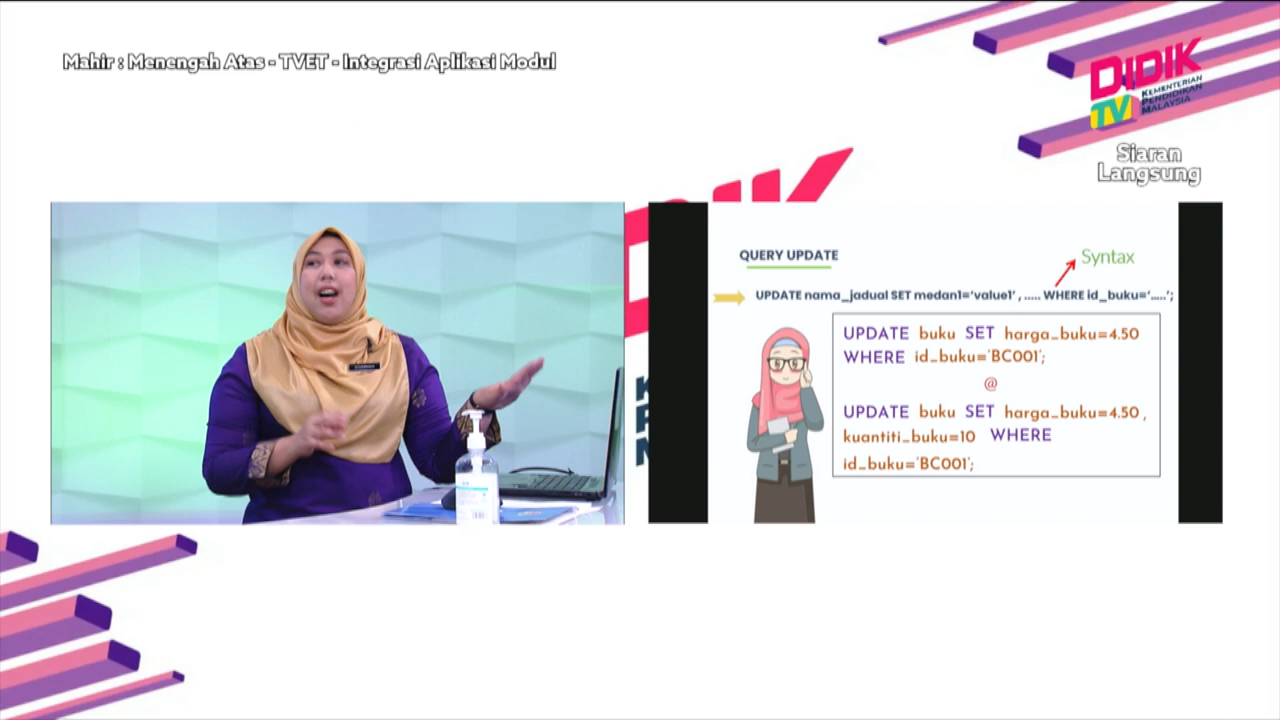 Mahir : Menengah Atas - TVET - Integrasi Aplikasi Modul
DIDIK
TV
KEMENTERIAN
PENDIDIKAN
MALAYSIA
Siaran
Langsung
QUERY UPDATE
Syntax
UPDATE nama_jadual SET medan1='value1' , ..... WHERE id_buku='.....';
UPDATE buku SET harga_buku=4.50
WHERE id_buku='BC001';
@
UPDATE buku SET harga_buku=4.50 ,
kuantiti_buku=10 WHERE
id_buku='BC001';